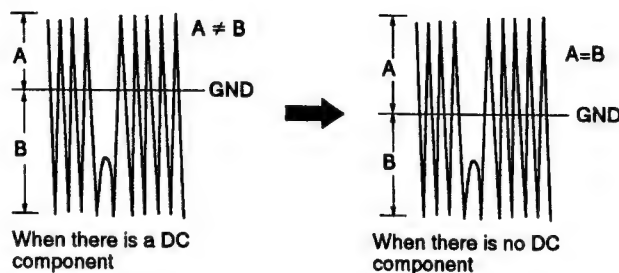 A
A ≠ B
GND
B
When there is a DC
component
A
A=B
GND
B
When there is no DC
component